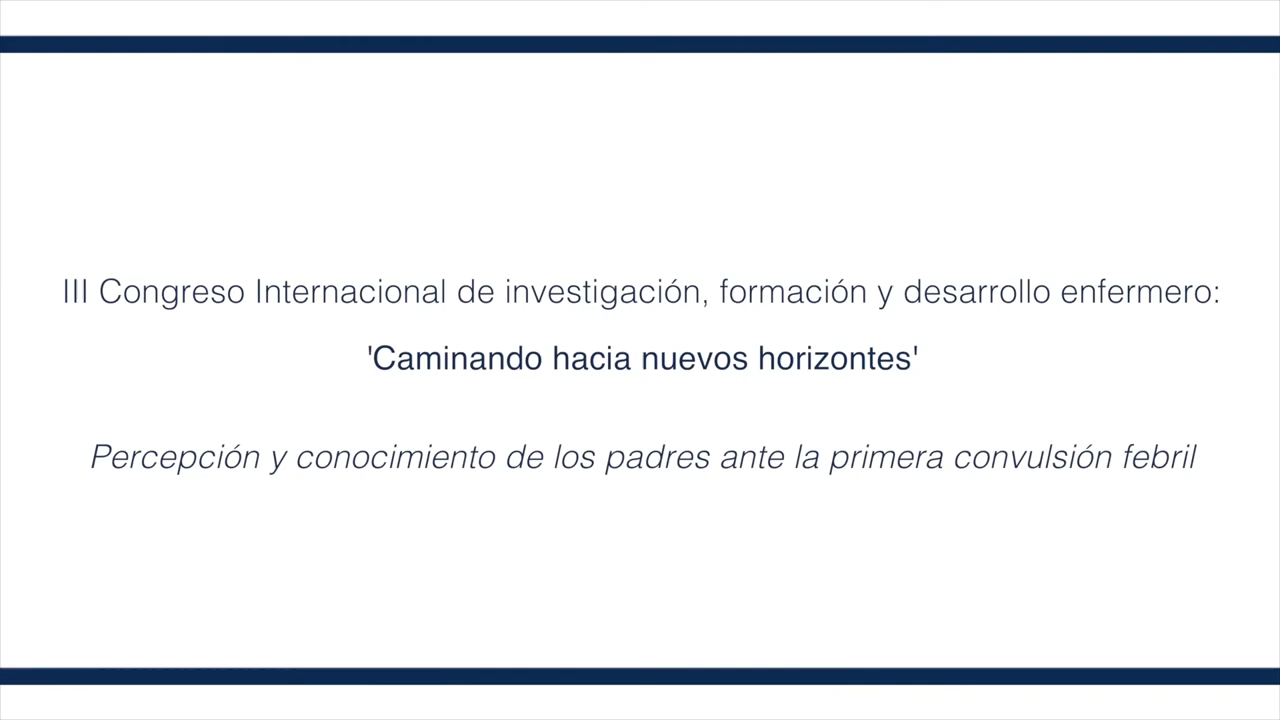 III Congreso Internacional de investigación, formación y desarrollo enfermero:
'Caminando hacia nuevos horizontes'
Percepción y conocimiento de los padres ante la primera convulsión febril